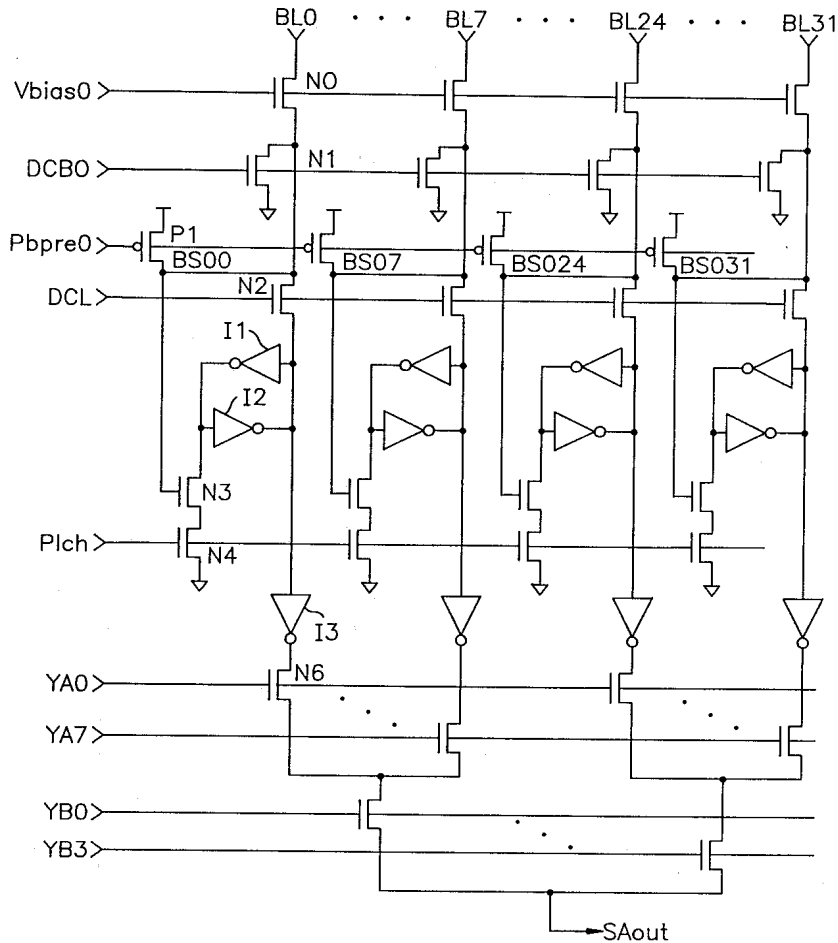 BL0 · · · BL7 · · · BL24 · · · BL31
Vbias0
N0
DCB0
N1
Pbpre0
P1
BS00
BS07
BS024
BS031
DCL
N2
I1
I2
N3
Plch
N4
I3
YA0
N6
YA7
YB0
YB3
SAout